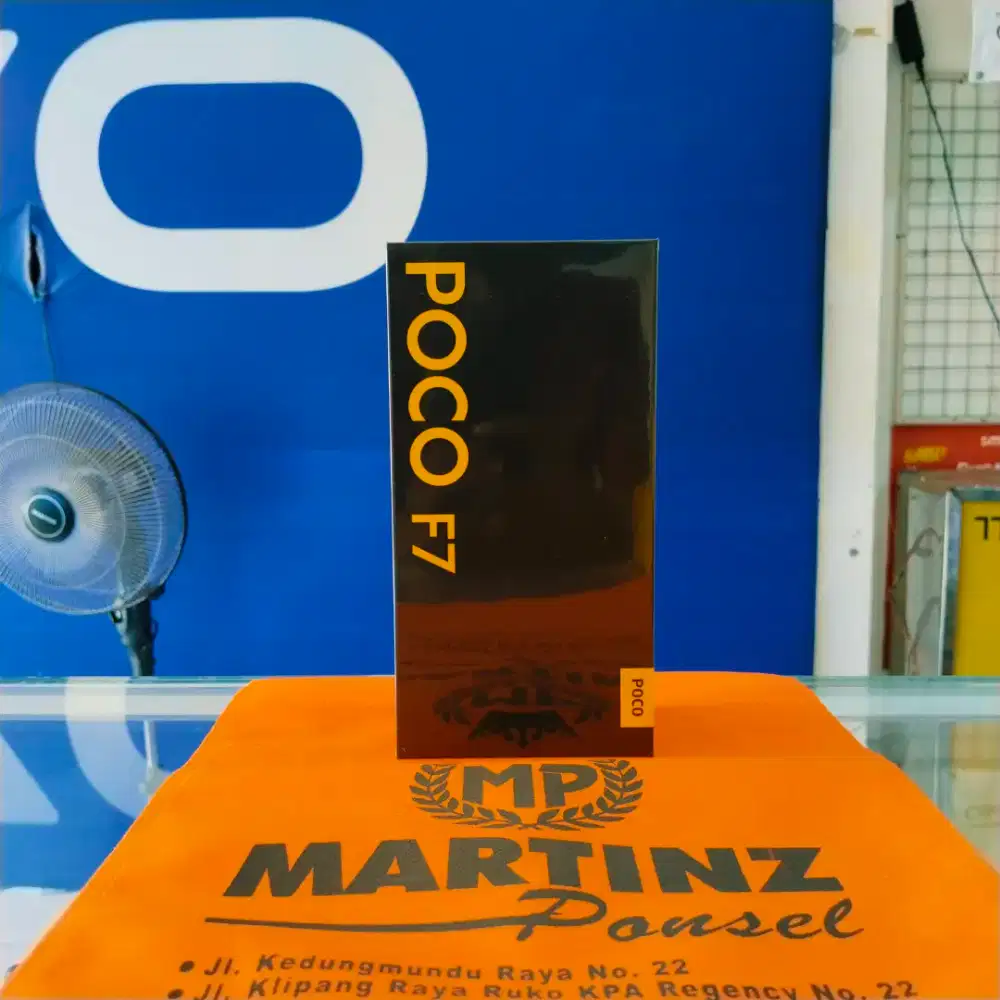 O
POCO F7
POCO
MP
MARTINZ
Ponsel
• Jl. Kedungmundu Raya No. 22
• Jl. Klipang Raya Ruko KPA Regency No. 22
77